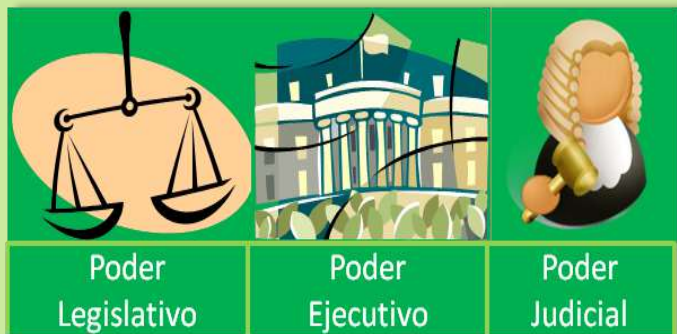 Poder
Legislativo
Poder
Ejecutivo
Poder
Judicial